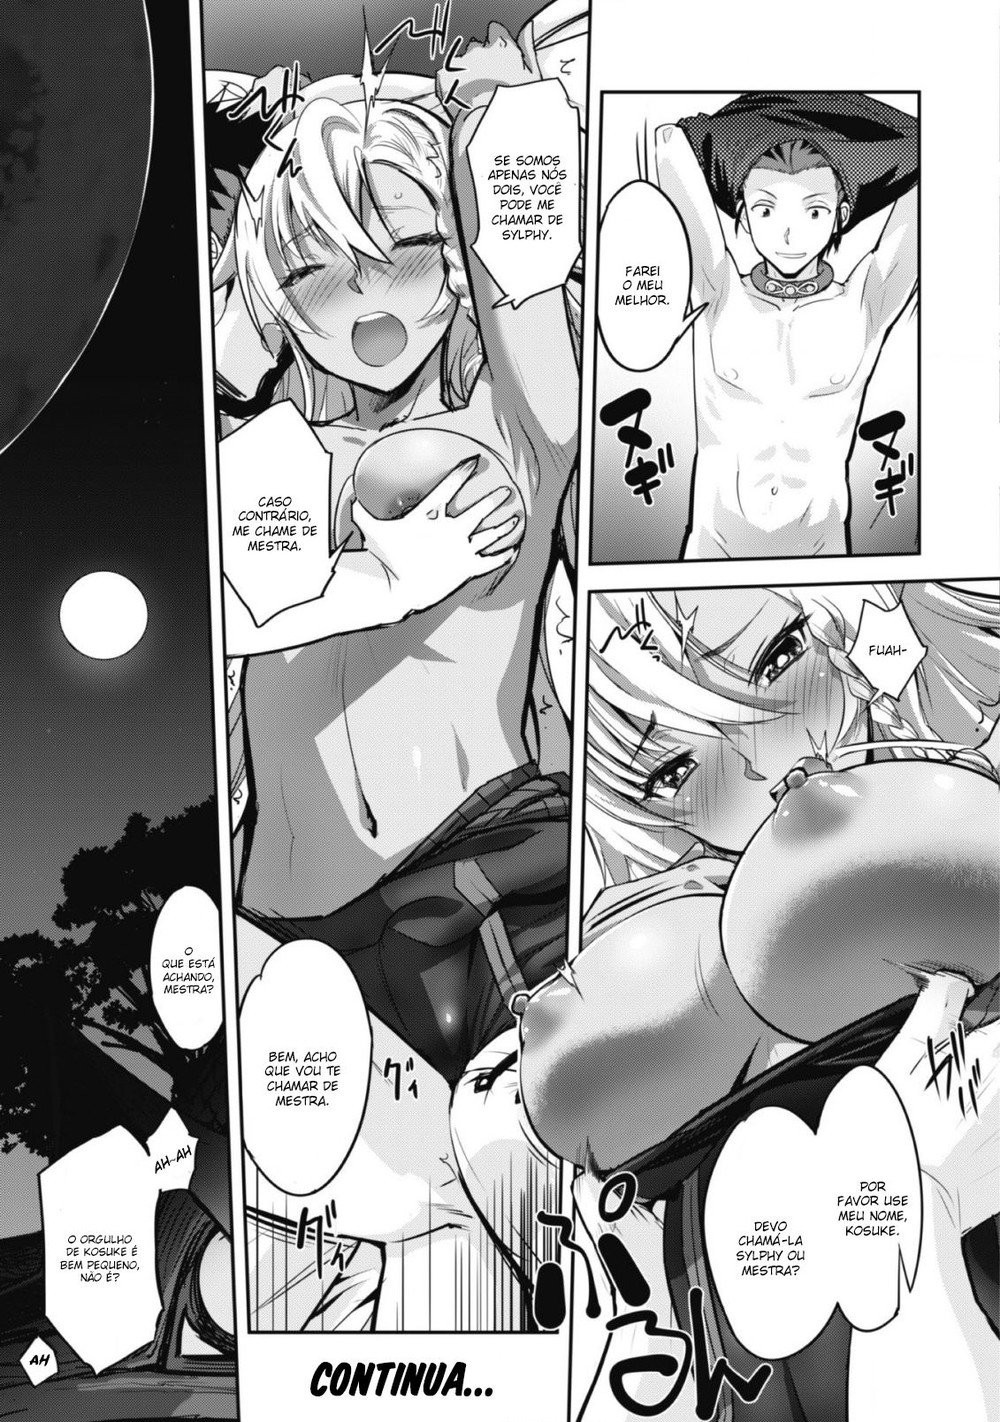 FAREI
O MEU
MELHOR.
ヌギ
ヌギ
FUAH-
POR
FAVOR USE
MEU NOME,
KOSUKE.
DEVO
CHAMÁ-LA
SYLPHY OU
MESTRA?
ぷるん
SE SOMOS
APENAS NÓS
DOIS, VOCÊ
PODE ME
CHAMAR DE
SYLPHY.
CASO
CONTRÁRIO,
ME CHAME DE
MESTRA.
BEM, ACHO
QUE VOU TE
CHAMAR DE
MESTRA.
グイ
O
QUE ESTÁ
ACHANDO,
MESTRA?
AH~AH
O ORGULHO
DE KOSUKE É
BEM PEQUENO,
NÃO É?
AH
CONTINUA...